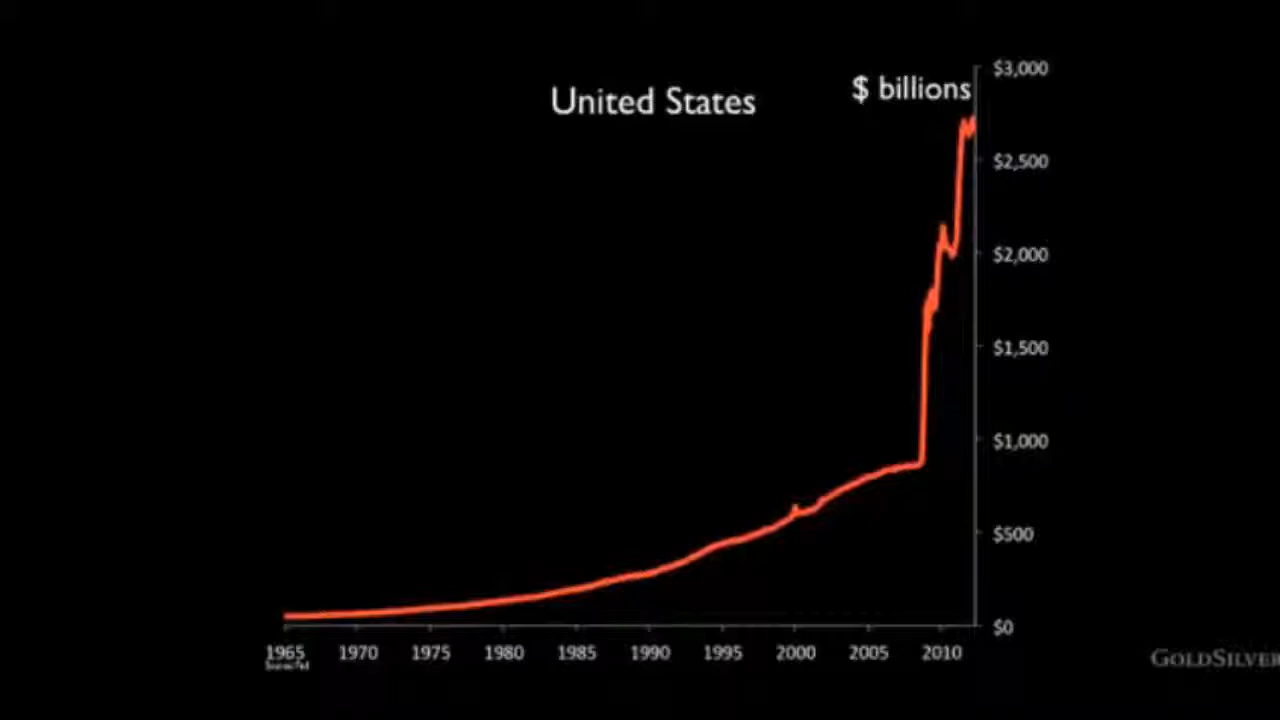 United States
$ billions
$3,000
$2,500
$2,000
$1,500
$1,000
$500
$0
1965 1970 1975 1980 1985 1990 1995 2000 2005 2010
GOLDSILVER